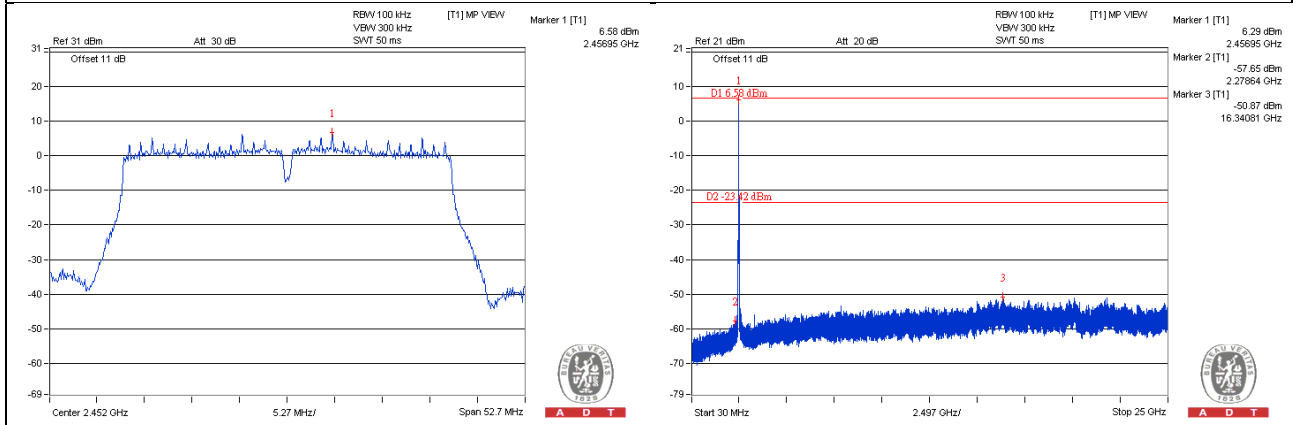 RBW 100 kHz [T1] MP VIEW
VBW 300 kHz
Ref 31 dBm Att 30 dB SWT 50 ms
Marker 1 [T1]
6.58 dBm
2.45695 GHz
31
Offset 11 dB
20
10
0
-10
-20
-30
-40
-50
-60
-69
1
Center 2.452 GHz 5.27 MHz/ Span 52.7 MHz
BUREAU VERITAS
1828
A D T
RBW 100 kHz [T1] MP VIEW
VBW 300 kHz
Ref 21 dBm Att 20 dB SWT 50 ms
Marker 1 [T1]
6.29 dBm
2.45695 GHz
Marker 2 [T1]
-57.65 dBm
2.27864 GHz
Marker 3 [T1]
-50.87 dBm
16.34081 GHz
21
Offset 11 dB
10
0
-10
-20
-30
-40
-50
-60
-70
-79
1
D1 6.58 dBm
D2 -23.42 dBm
2
3
Start 30 MHz 2.497 GHz/ Stop 25 GHz
BUREAU VERITAS
1828
A D T